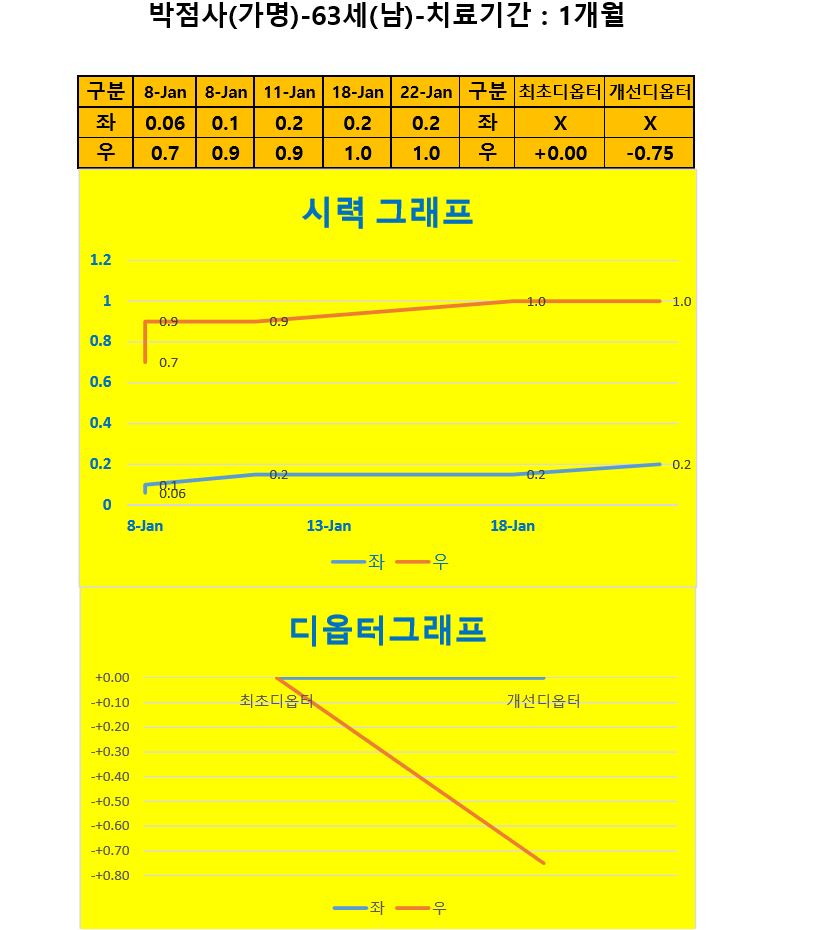 박점사(가명)-63세(남)-치료기간 : 1개월
구분 8-Jan 8-Jan 11-Jan 18-Jan 22-Jan 구분 최초디옵터 개선디옵터
좌 0.06 0.1 0.2 0.2 0.2 좌 X X
우 0.7 0.9 0.9 1.0 1.0 우 +0.00 -0.75
시력 그래프
1.2
1 1.0 1.0
0.9 0.9
0.8
0.7
0.6
0.4
0.2 0.2 0.2 0.2
0.1
0.06
0
8-Jan 13-Jan 18-Jan
좌 우
디옵터그래프
+0.00
최초디옵터 개선디옵터
-+0.10
-+0.20
-+0.30
-+0.40
-+0.50
-+0.60
-+0.70
-+0.80
좌 우